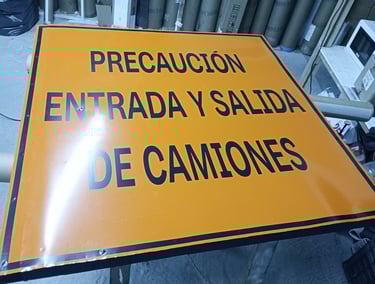 PRECAUCIÓN
ENTRADA Y SALIDA
DE CAMIONES